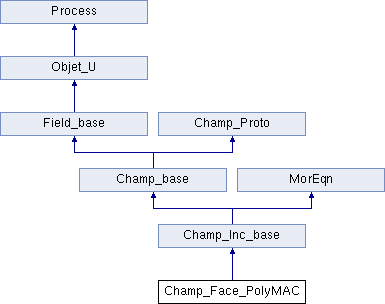 Process
Objet_U
Field_base
Champ_Proto
Champ_base
MorEqn
Champ_Inc_base
Champ_Face_PolyMAC